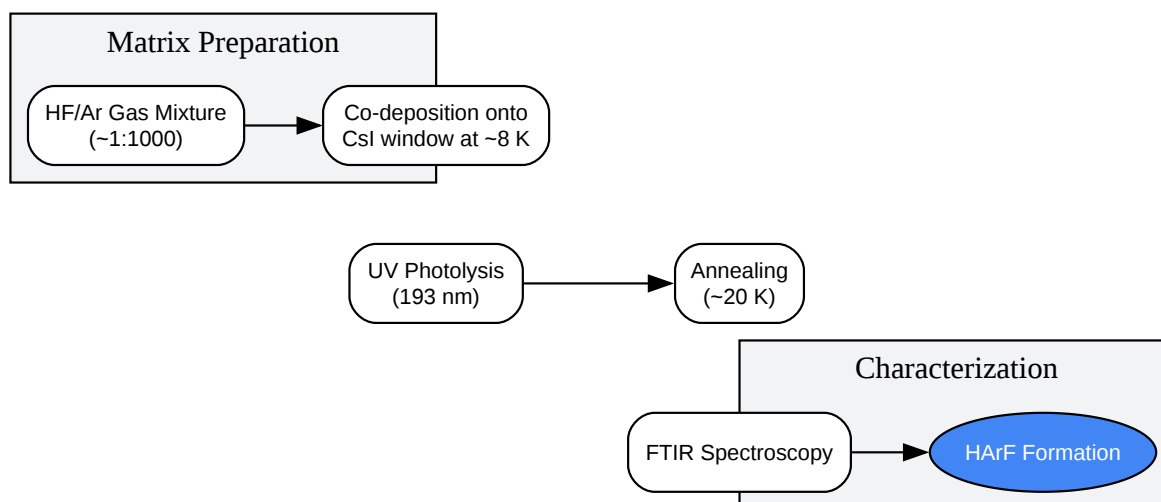 Matrix Preparation
HF/Ar Gas Mixture
(~1:1000)
Co-deposition onto
CsI window at ~8 K
UV Photolysis
(193 nm)
Annealing
(~20 K)
Characterization
FTIR Spectroscopy
HArF Formation